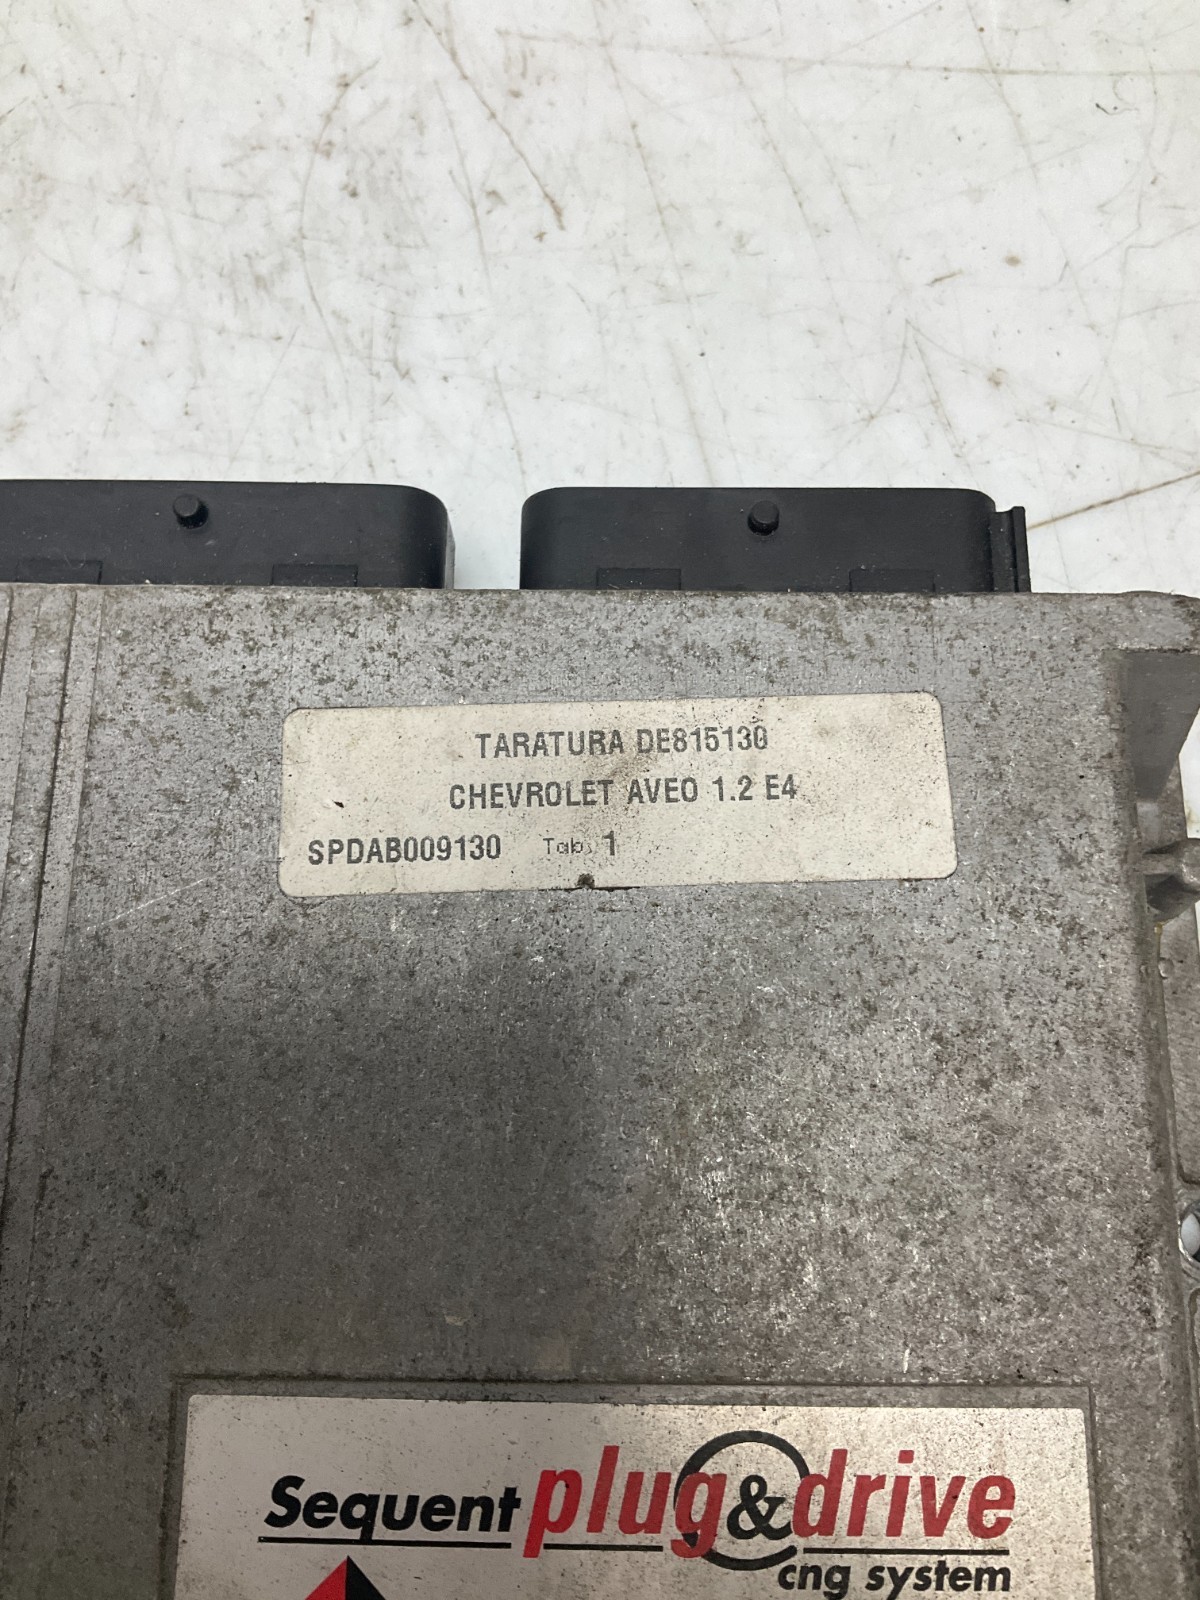 TARATURA DE815130
CHEVROLET AVEO 1.2 E4
SPDAB009130 Tab. 1
Sequent plug&drive
cng system